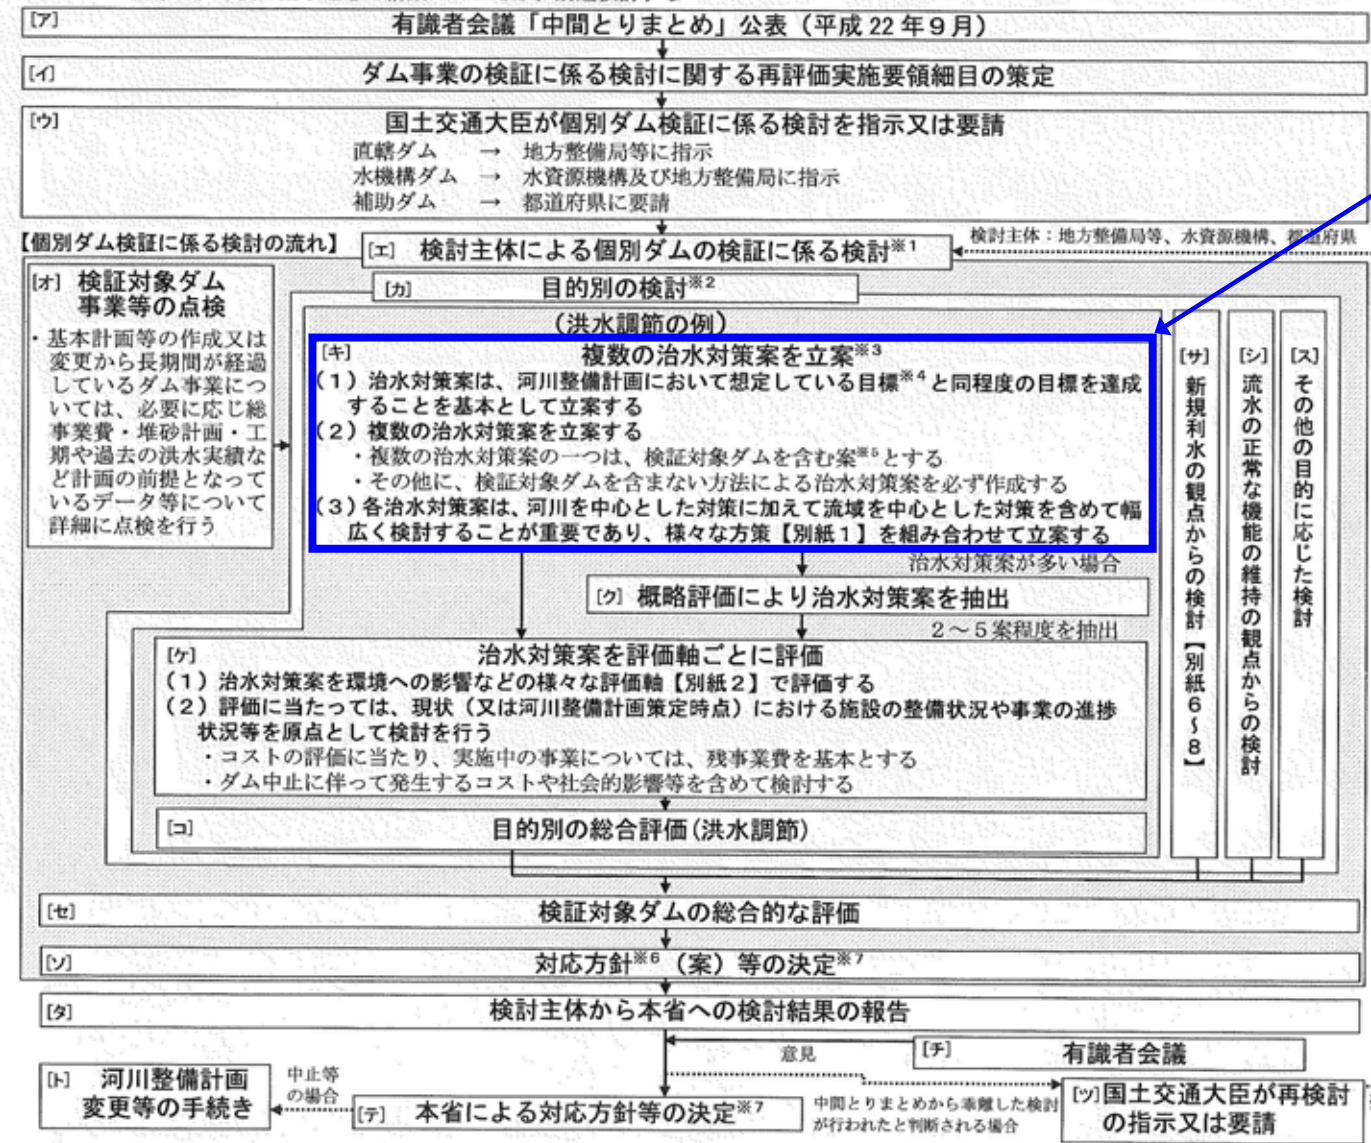 [ア] 有識者会議「中間とりまとめ」公表（平成22年９月）
[イ] ダム事業の検証に係る検討に関する再評価実施要領細目の策定
[ウ] 国土交通大臣が個別ダム検証に係る検討を指示又は要請
直轄ダム → 地方整備局等に指示
水機構ダム → 水資源機構及び地方整備局に指示
補助ダム → 都道府県に要請
【個別ダム検証に係る検討の流れ】
[エ] 検討主体による個別ダムの検証に係る検討※1
検討主体：地方整備局等、水資源機構、都道府県
[オ] 検証対象ダム
事業等の点検
・基本計画等の作成又は
変更から長期間が経過
しているダム事業につ
いては、必要に応じ総
事業費・堆砂計画・工
期や過去の洪水実績な
ど計画の前提となって
いるデータ等について
詳細に点検を行う
[カ] 目的別の検討※2
（洪水調節の例）
[キ] 複数の治水対策案を立案※3
（１）治水対策案は、河川整備計画において想定している目標※4と同程度の目標を達成
することを基本として立案する
（２）複数の治水対策案を立案する
・複数の治水対策案の一つは、検証対象ダムを含む案※5とする
・その他に、検証対象ダムを含まない方法による治水対策案を必ず作成する
（３）各治水対策案は、河川を中心とした対策に加えて流域を中心とした対策を含めて幅
広く検討することが重要であり、様々な方策【別紙１】を組み合わせて立案する
治水対策案が多い場合
[ク] 概略評価により治水対策案を抽出
２～５案程度を抽出
[ケ] 治水対策案を評価軸ごとに評価
（１）治水対策案を環境への影響などの様々な評価軸【別紙２】で評価する
（２）評価に当たっては、現状（又は河川整備計画策定時点）における施設の整備状況や事業の進捗
状況等を原点として検討を行う
・コストの評価に当たり、実施中の事業については、残事業費を基本とする
・ダム中止に伴って発生するコストや社会的影響等を含めて検討する
[コ] 目的別の総合評価(洪水調節)
[サ] 新規利水の観点からの検討【別紙６～８】
[シ] 流水の正常な機能の維持の観点からの検討
[ス] その他の目的に応じた検討
[セ] 検証対象ダムの総合的な評価
[ソ] 対応方針※6（案）等の決定※7
[タ] 検討主体から本省への検討結果の報告
意見
[チ] 有識者会議
[ト] 河川整備計画
変更等の手続き
中止等
の場合
[テ] 本省による対応方針等の決定※7
中間とりまとめから乖離した検討
が行われたと判断される場合
[ツ] 国土交通大臣が再検討
の指示又は要請